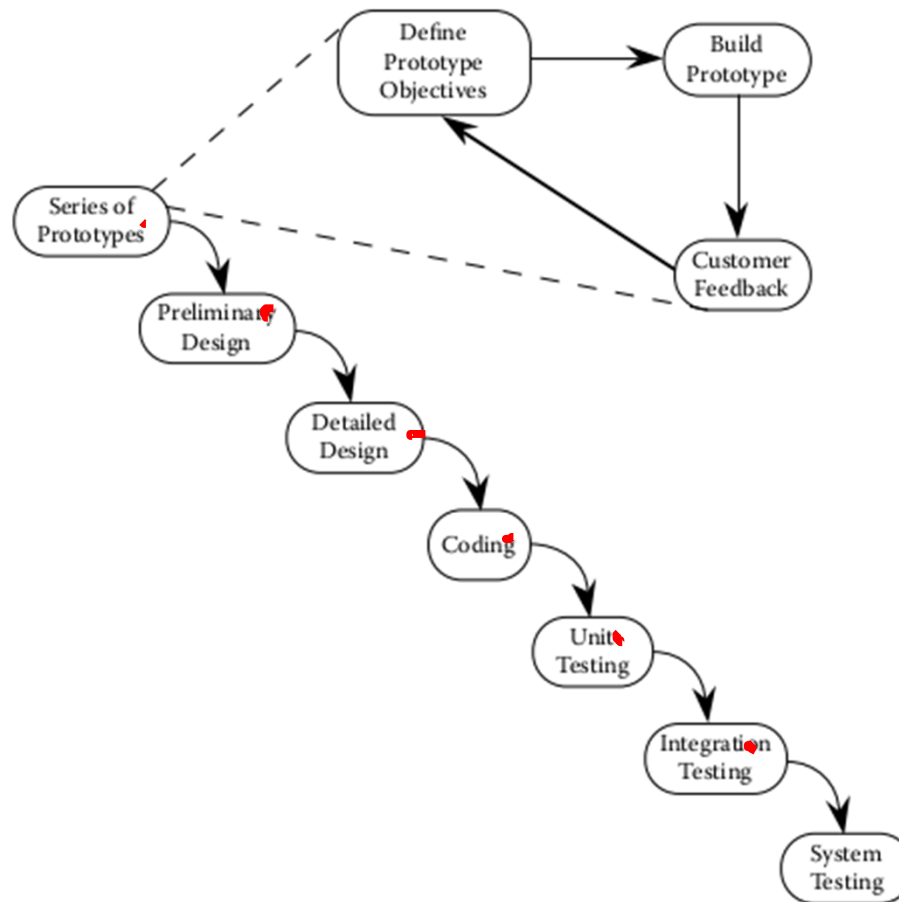 Define
Prototype
Objectives
Build
Prototype
Series of
Prototypes
Customer
Feedback
Preliminary
Design
Detailed
Design
Coding
Unit
Testing
Integration
Testing
System
Testing